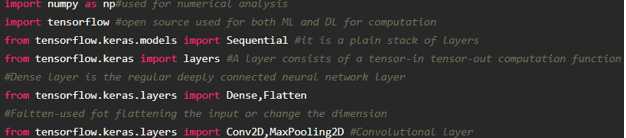 import numpy as np#used for numerical analysis
import tensorflow #open source used for both ML and DL for computation
from tensorflow.keras.models import Sequential #it is a plain stack of layers
from tensorflow.keras import layers #A layer consists of a tensor-in tensor-out computation function
#Dense layer is the regular deeply connected neural network layer
from tensorflow.keras.layers import Dense,Flatten
#Faltten-used fot flattening the input or change the dimension
from tensorflow.keras.layers import Conv2D,MaxPooling2D #Convolutional layer